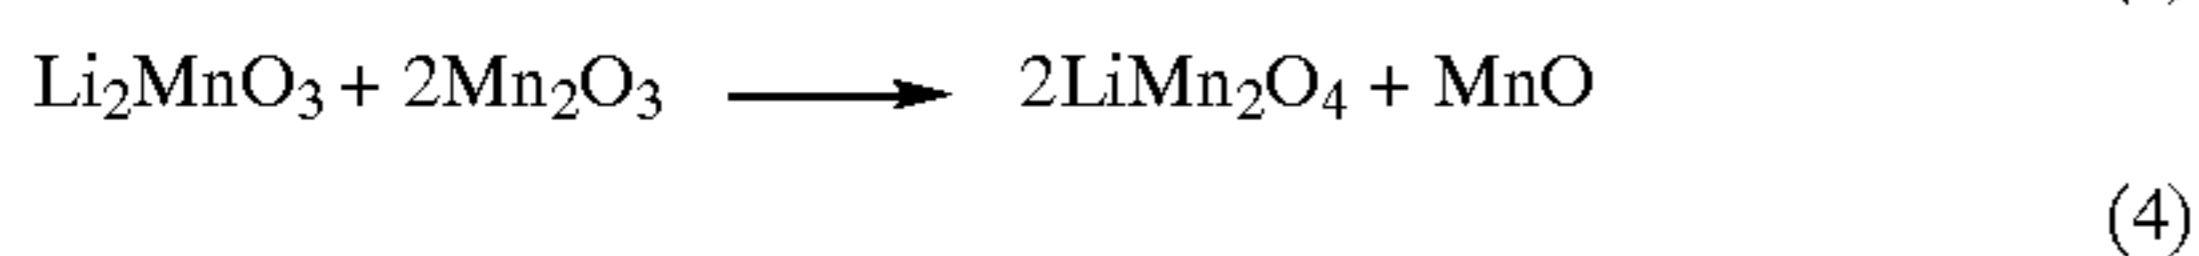 Li₂MnO₃ + 2Mn₂O₃ ⟶ 2LiMn₂O₄ + MnO
(4)